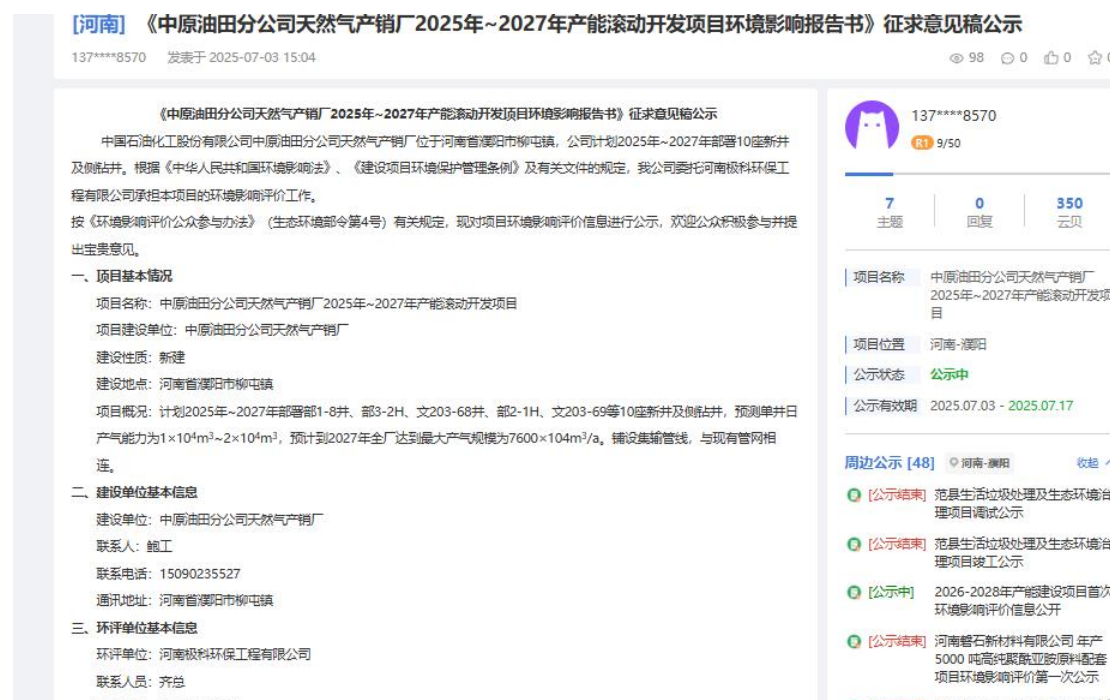 [河南] 《中原油田分公司天然气产销厂2025年~2027年产能滚动开发项目环境影响报告书》征求意见稿公示
137****8570 发表于 2025-07-03 15:04
98 0 0 0
《中原油田分公司天然气产销厂2025年~2027年产能滚动开发项目环境影响报告书》征求意见稿公示
中国石油化工股份有限公司中原油田分公司天然气产销厂位于河南省濮阳市柳屯镇，公司计划2025年~2027年部署10座新井
及侧钻井。根据《中华人民共和国环境影响法》、《建设项目环境保护管理条例》及有关文件的规定，我公司委托河南极科环保工
程有限公司承担本项目的环境影响评价工作。
按《环境影响评价公众参与办法》（生态环境部令第4号）有关规定，现对项目环境影响评价信息进行公示，欢迎公众积极参与并提
出宝贵意见。
一、项目基本情况
项目名称：中原油田分公司天然气产销厂2025年~2027年产能滚动开发项目
项目建设单位：中原油田分公司天然气产销厂
建设性质：新建
建设地点：河南省濮阳市柳屯镇
项目概况：计划2025年~2027年部署部1-8井、部3-2H、文203-68井、部2-1H、文203-69等10座新井及侧钻井，预测单井日
产气能力为1×10⁴m³~2×10⁴m³，预计到2027年全厂达到最大产气规模为7600×104m³/a。铺设集输管线，与现有管网相
连。
二、建设单位基本信息
建设单位：中原油田分公司天然气产销厂
联系人：鲍工
联系电话：15090235527
通讯地址：河南省濮阳市柳屯镇
三、环评单位基本信息
环评单位：河南极科环保工程有限公司
联系人员：齐总
137****8570
R1 9/50
7 0 350
主题 回复 云贝
项目名称 中原油田分公司天然气产销厂
2025年~2027年产能滚动开发项
目
项目位置 河南-濮阳
公示状态 公示中
公示有效期 2025.07.03 - 2025.07.17
周边公示 [48] 河南-濮阳 收起
[公示结束] 范县生活垃圾处理及生态环境治
理项目调试公示
[公示结束] 范县生活垃圾处理及生态环境治
理项目竣工公示
[公示中] 2026-2028年产能建设项目首次
环境影响评价信息公开
[公示结束] 河南磐石新材料有限公司 年产
5000 吨高纯聚酰亚胺原料配套
项目环境影响评价第一次公示